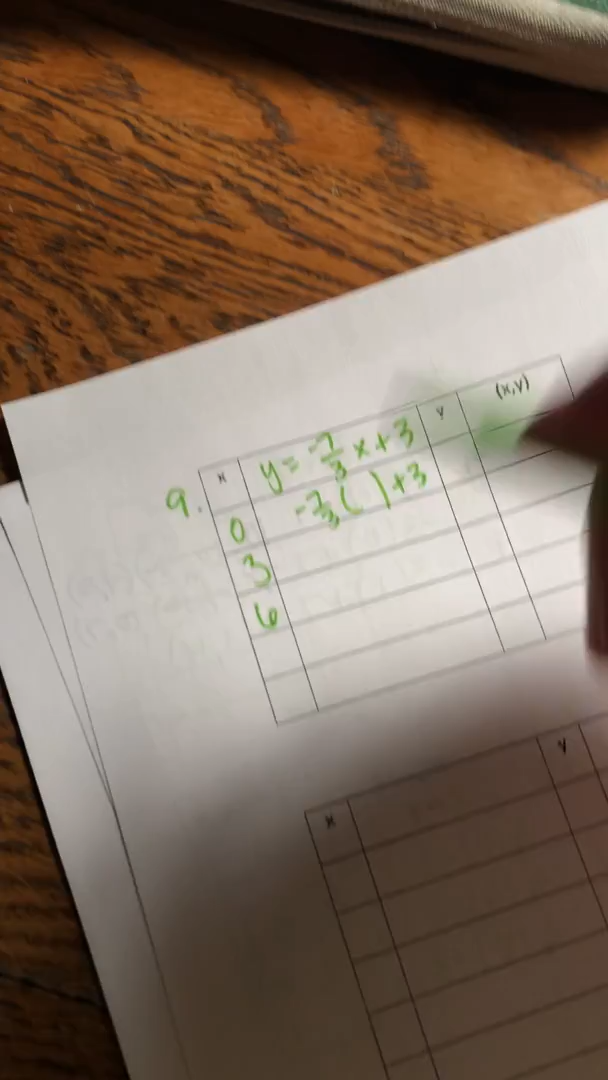 9. x y = -7/3 x + 3 y (x,y)
0 -7/3 ( ) + 3
3
6
x y